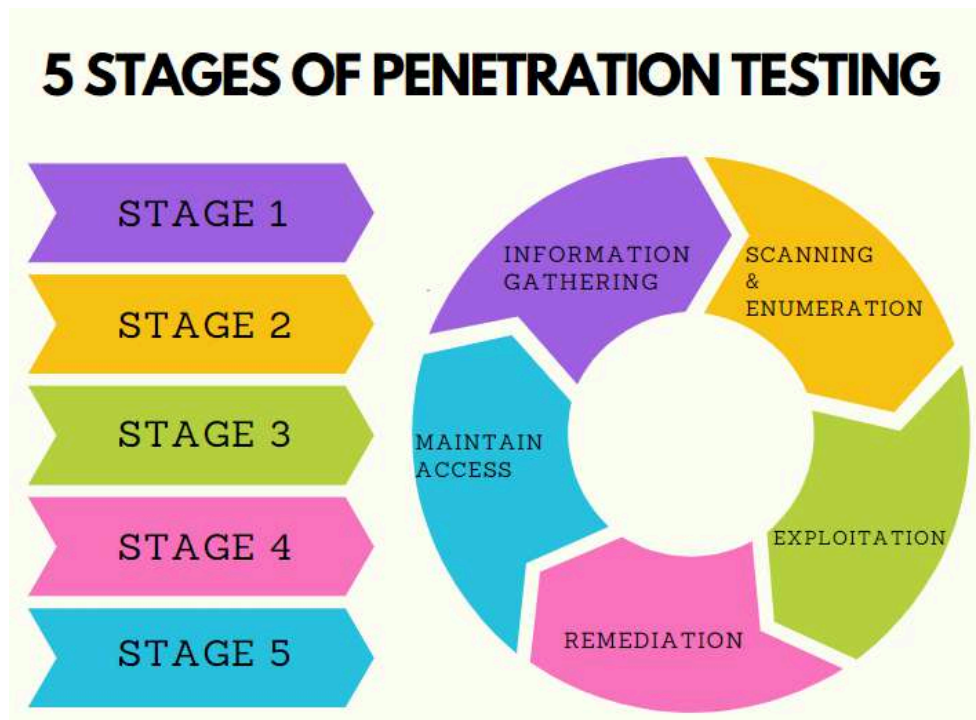 5 STAGES OF PENETRATION TESTING
STAGE 1
STAGE 2
STAGE 3
STAGE 4
STAGE 5
INFORMATION
GATHERING
SCANNING
&
ENUMERATION
EXPLOITATION
REMEDIATION
MAINTAIN
ACCESS